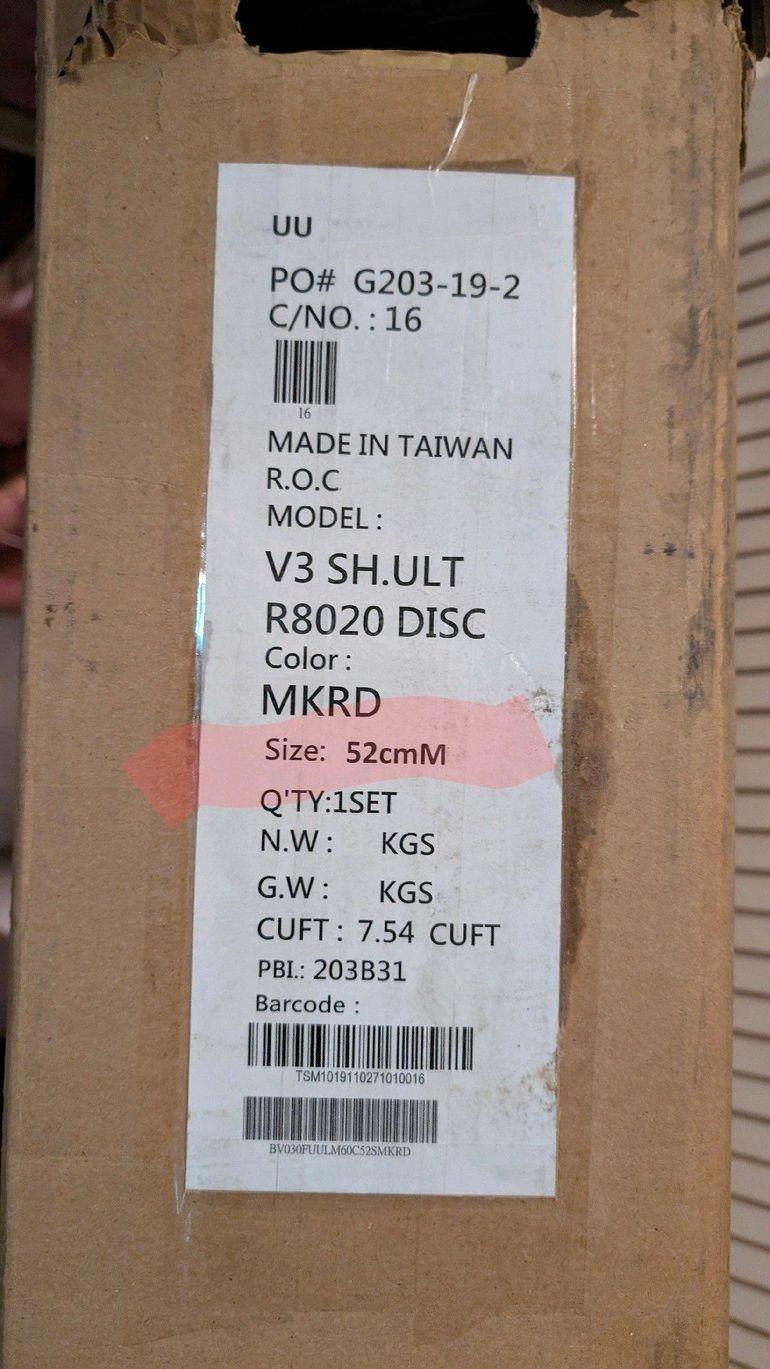 UU
PO# G203-19-2
C/NO. : 16
16
MADE IN TAIWAN
R.O.C
MODEL :
V3 SH.ULT
R8020 DISC
Color :
MKRD
Size: 52cmM
Q'TY:1SET
N.W : KGS
G.W : KGS
CUFT : 7.54 CUFT
PBI.: 203B31
Barcode :
TSM1019110271010016
BV030FUULM60C52SMKRD